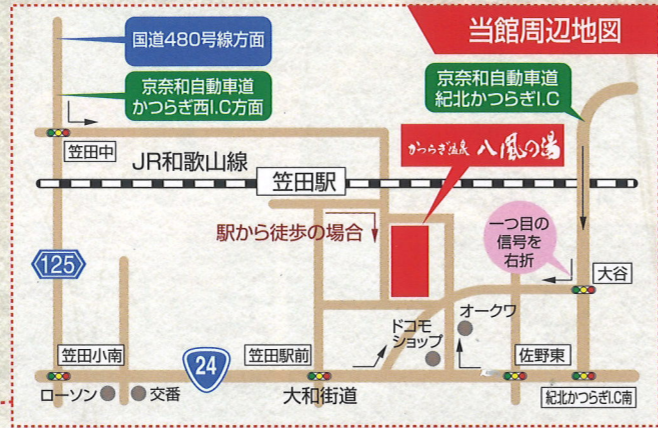 当館周辺地図
国道480号線方面
京奈和自動車道
かつらぎ西I.C方面
京奈和自動車道
紀北かつらぎI.C
笠田中
JR和歌山線
笠田駅
かつらぎ温泉 八風の湯
駅から徒歩の場合
一つ目の
信号を
右折
125
大谷
オークワ
ドコモ
ショップ
笠田小南
24
笠田駅前
佐野東
ローソン
交番
大和街道
紀北かつらぎI.C南